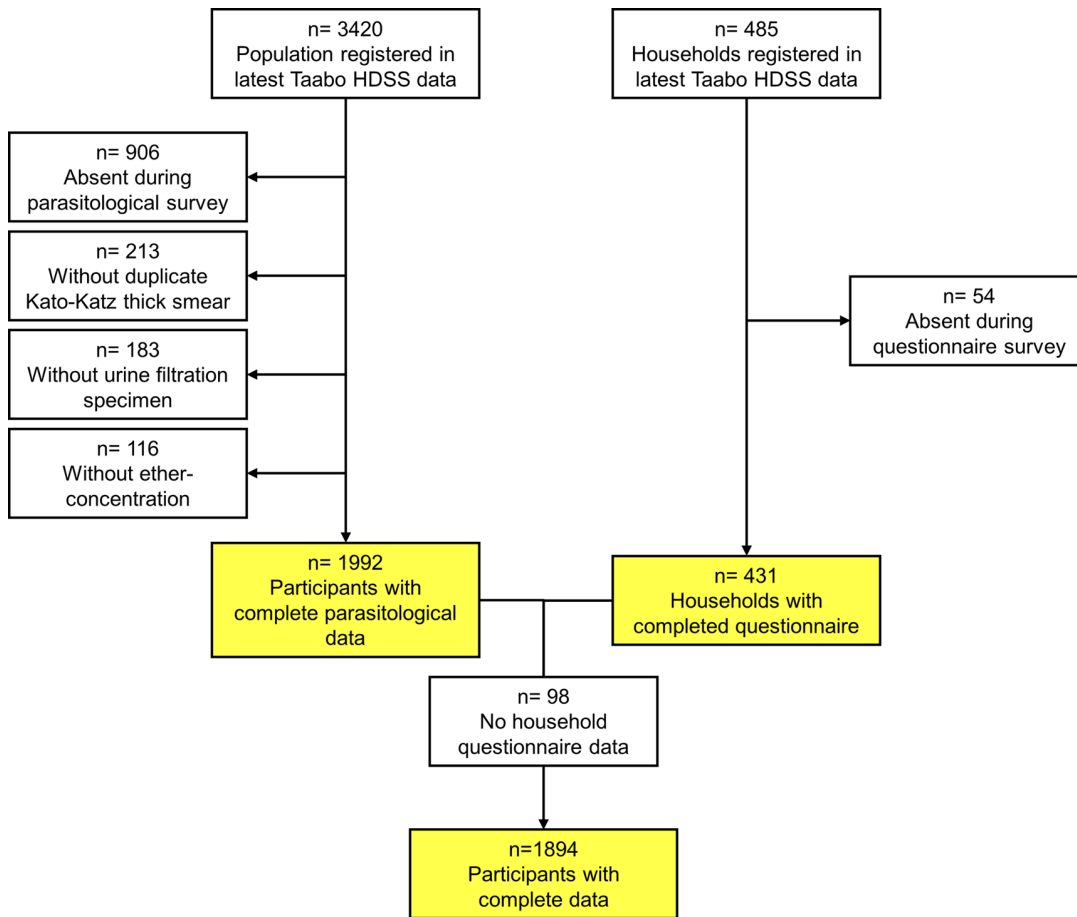 n= 3420
Population registered in
latest Taabo HDSS data
n= 485
Households registered in
latest Taabo HDSS data
n= 906
Absent during
parasitological survey
n= 213
Without duplicate
Kato-Katz thick smear
n= 54
Absent during
questionnaire survey
n= 183
Without urine filtration
specimen
n= 116
Without ether-
concentration
n= 1992
Participants with
complete parasitological
data
n= 431
Households with
completed questionnaire
n= 98
No household
questionnaire data
n=1894
Participants with
complete data